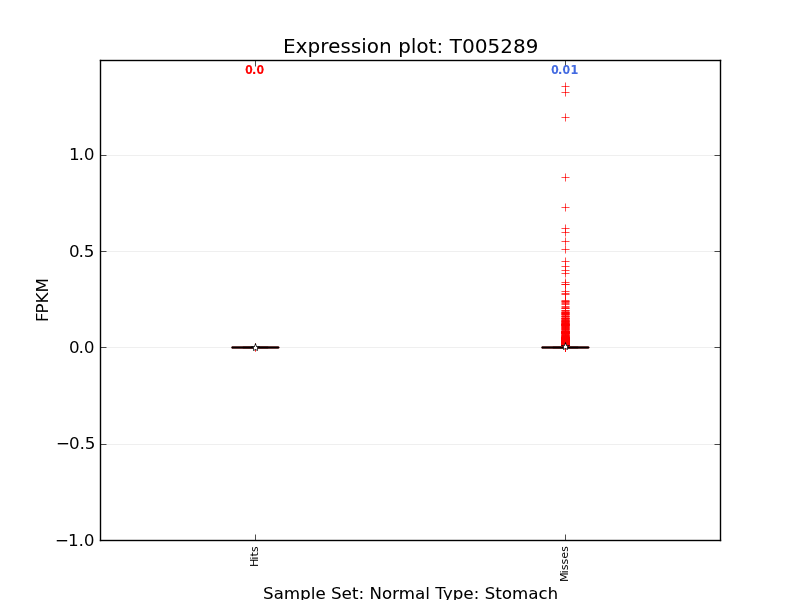 Expression plot: T005289
0.0
0.01
1.0
0.5
0.0
−0.5
−1.0
FPKM
Hits
Misses
Sample Set: Normal Type: Stomach